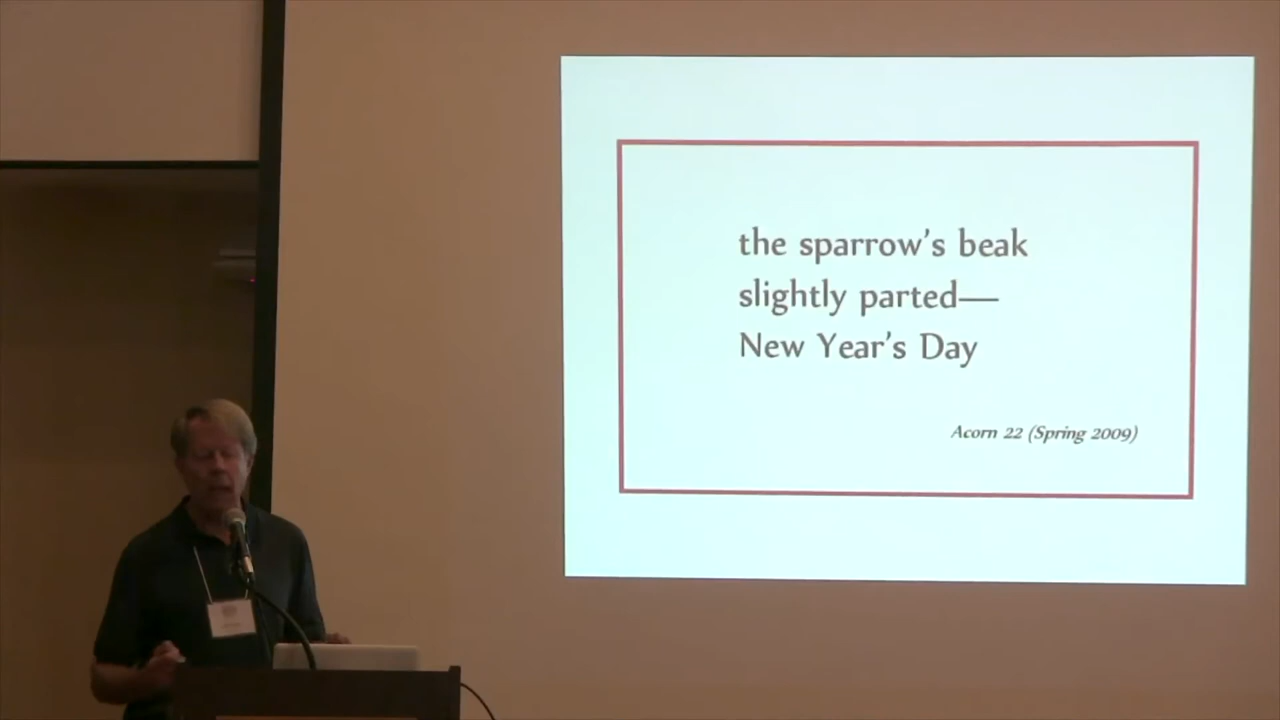 the sparrow’s beak
slightly parted—
New Year’s Day
Acorn 22 (Spring 2009)